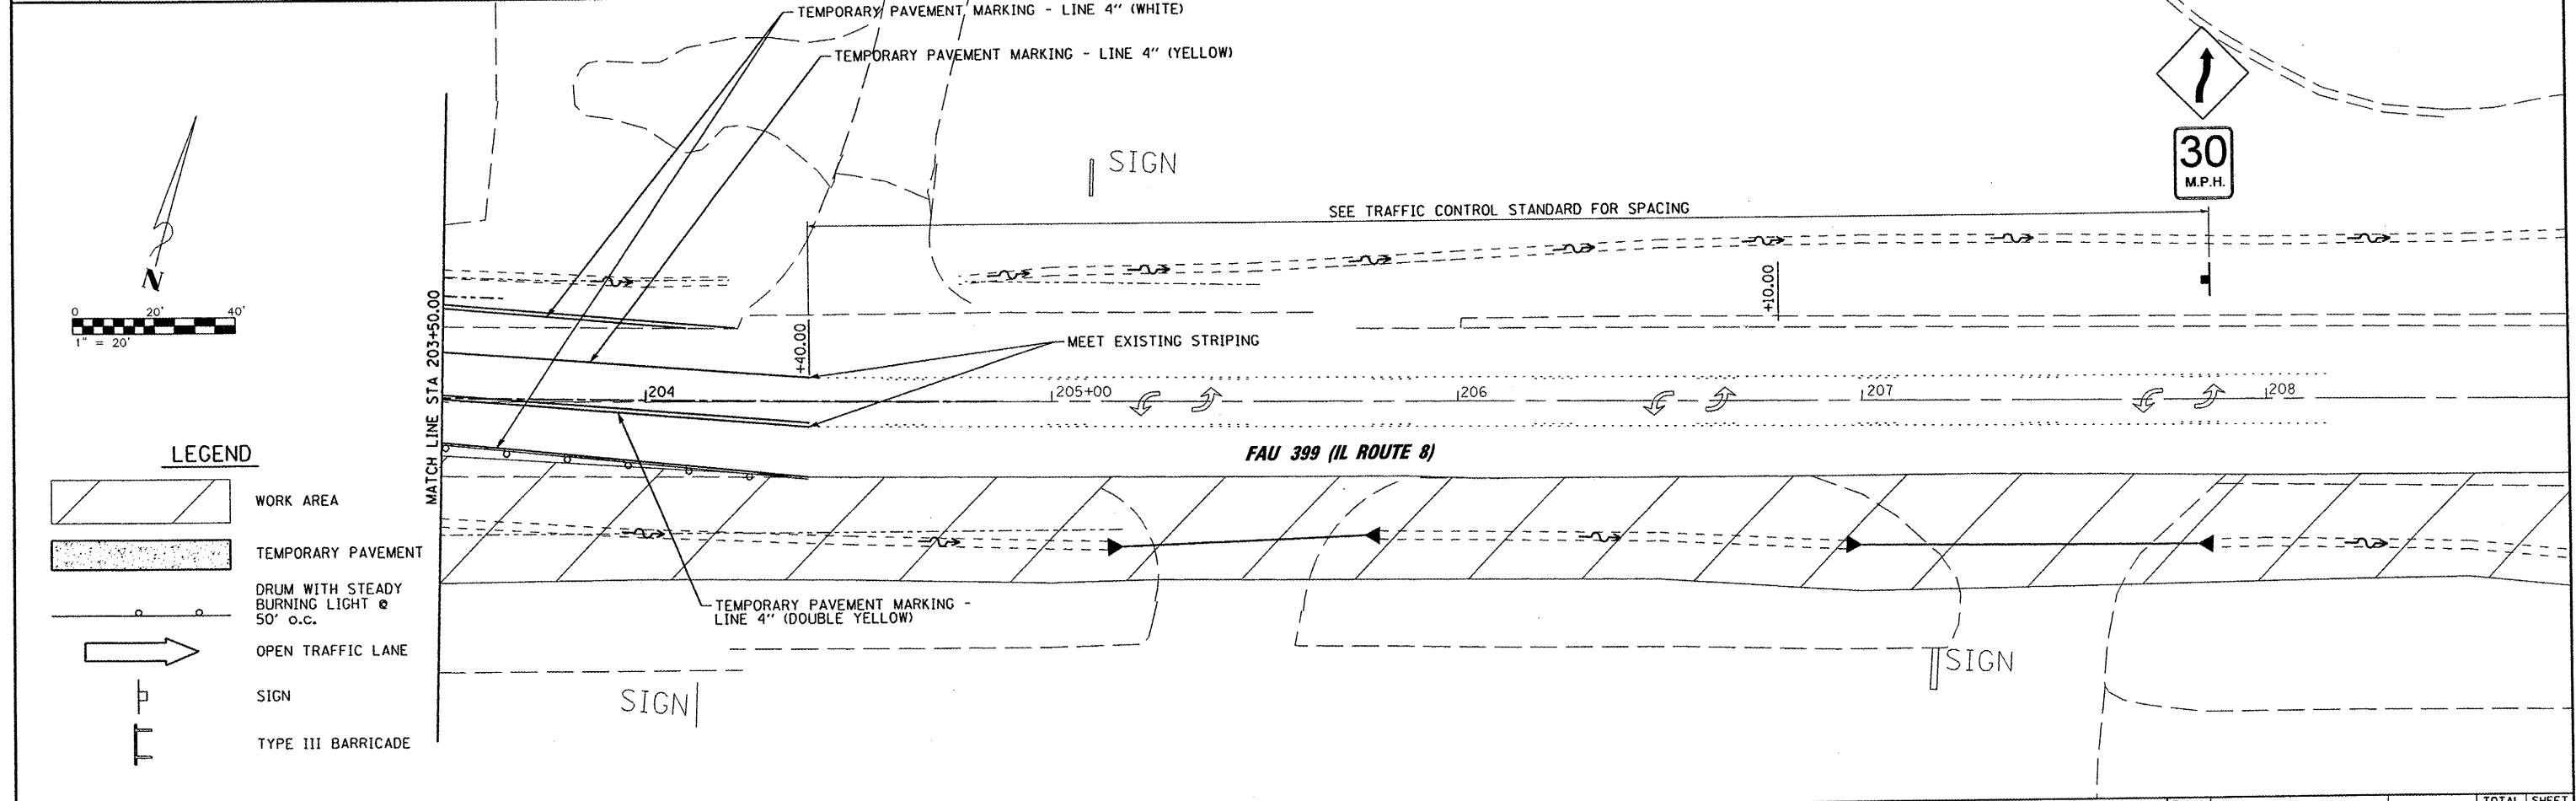 TEMPORARY PAVEMENT MARKING - LINE 4" (WHITE)
TEMPORARY PAVEMENT MARKING - LINE 4" (YELLOW)
SIGN
30
M.P.H.
SEE TRAFFIC CONTROL STANDARD FOR SPACING
N
0 20' 40'
1" = 20'
MATCH LINE STA 203+50.00
+40.00
+10.00
MEET EXISTING STRIPING
204
205+00
206
207
208
FAU 399 (IL ROUTE 8)
LEGEND
WORK AREA
TEMPORARY PAVEMENT
DRUM WITH STEADY
BURNING LIGHT @
50' o.c.
OPEN TRAFFIC LANE
SIGN
TYPE III BARRICADE
TEMPORARY PAVEMENT MARKING -
LINE 4" (DOUBLE YELLOW)
SIGN
SIGN
TOTAL SHEET